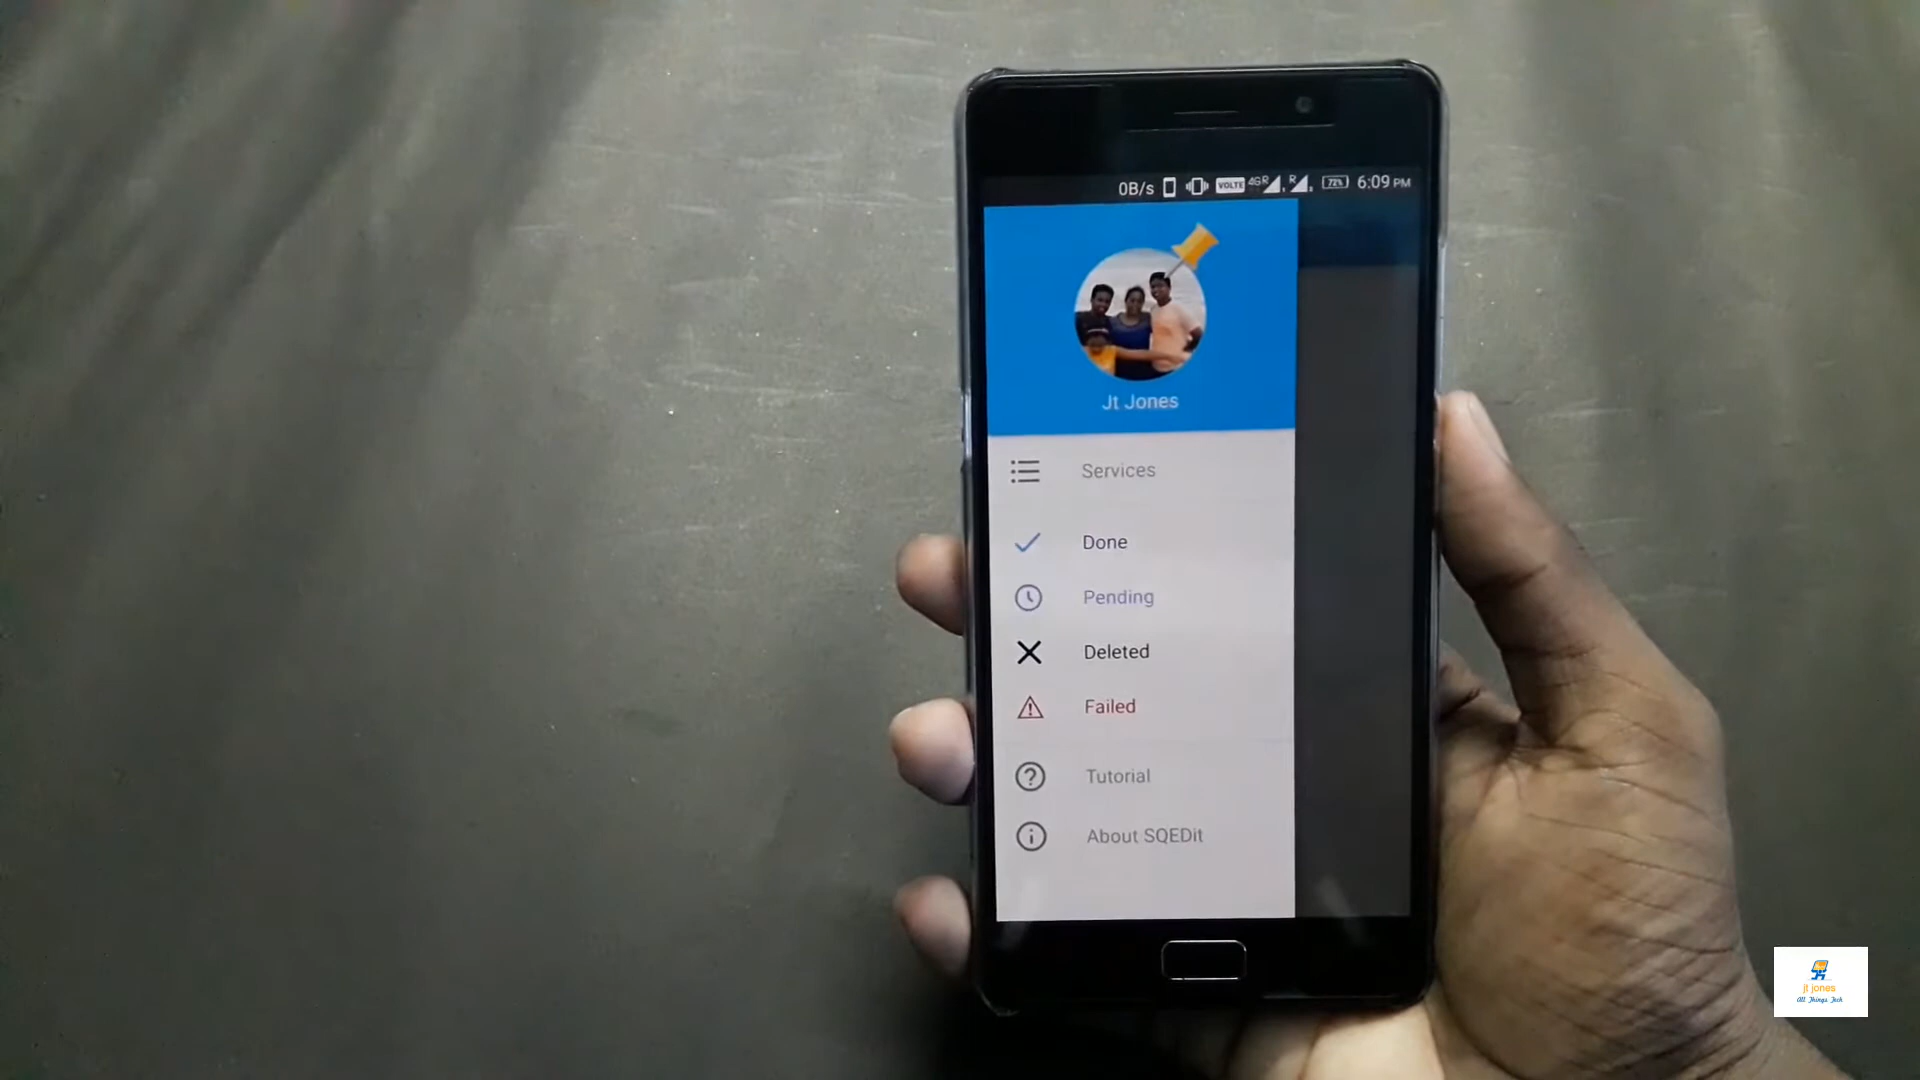 0B/s VOLTE 4G R R 72% 6:09 PM
Jt Jones
Services
Done
Pending
Deleted
Failed
Tutorial
About SQEDit
jt jones
All Things Tech